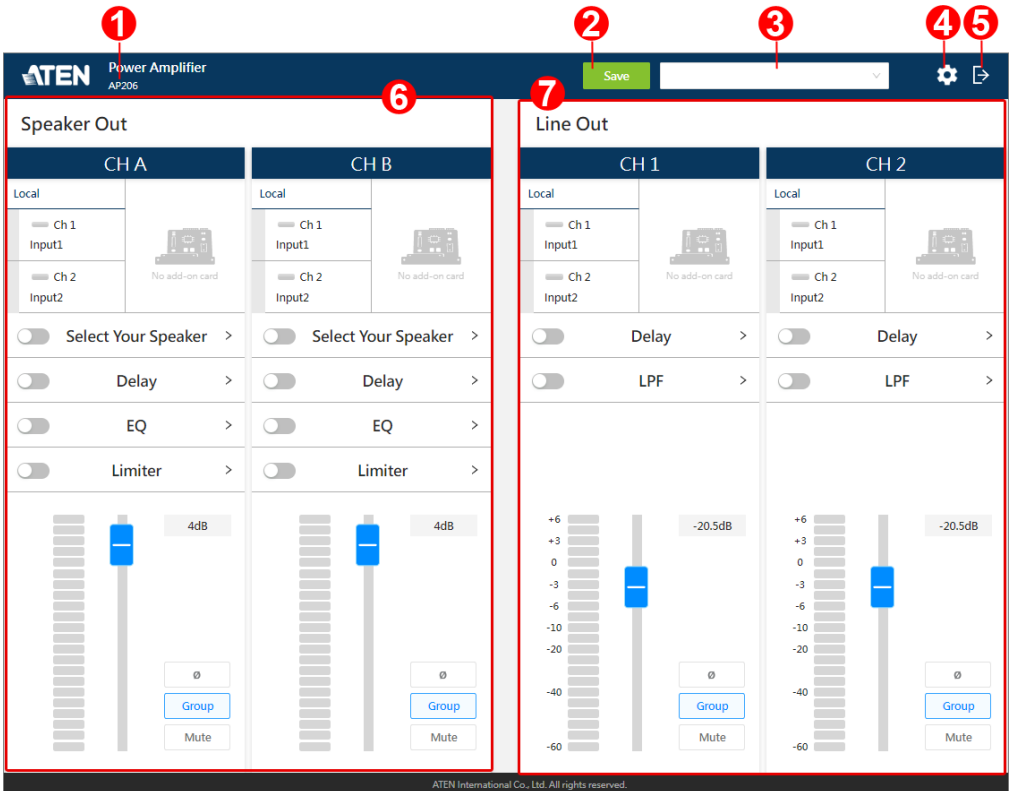 1 2 3 4 5
ATEN Power Amplifier
AP206
Save
6 7
Speaker Out Line Out
CH A CH B CH 1 CH 2
Local Local Local Local
Ch 1 Ch 1 Ch 1 Ch 1
Input1 Input1 Input1 Input1
No add-on card No add-on card No add-on card No add-on card
Ch 2 Ch 2 Ch 2 Ch 2
Input2 Input2 Input2 Input2
Select Your Speaker > Select Your Speaker > Delay > Delay >
Delay > Delay > LPF > LPF >
EQ > EQ >
Limiter > Limiter >
4dB 4dB +6 -20.5dB +6 -20.5dB
+3 +3
0 0
-3 -3
-6 -6
-10 -10
-20 -20
ø ø ø ø
-40 -40
Group Group Group Group
Mute Mute Mute Mute
-60 -60
ATEN International Co., Ltd. All rights reserved.